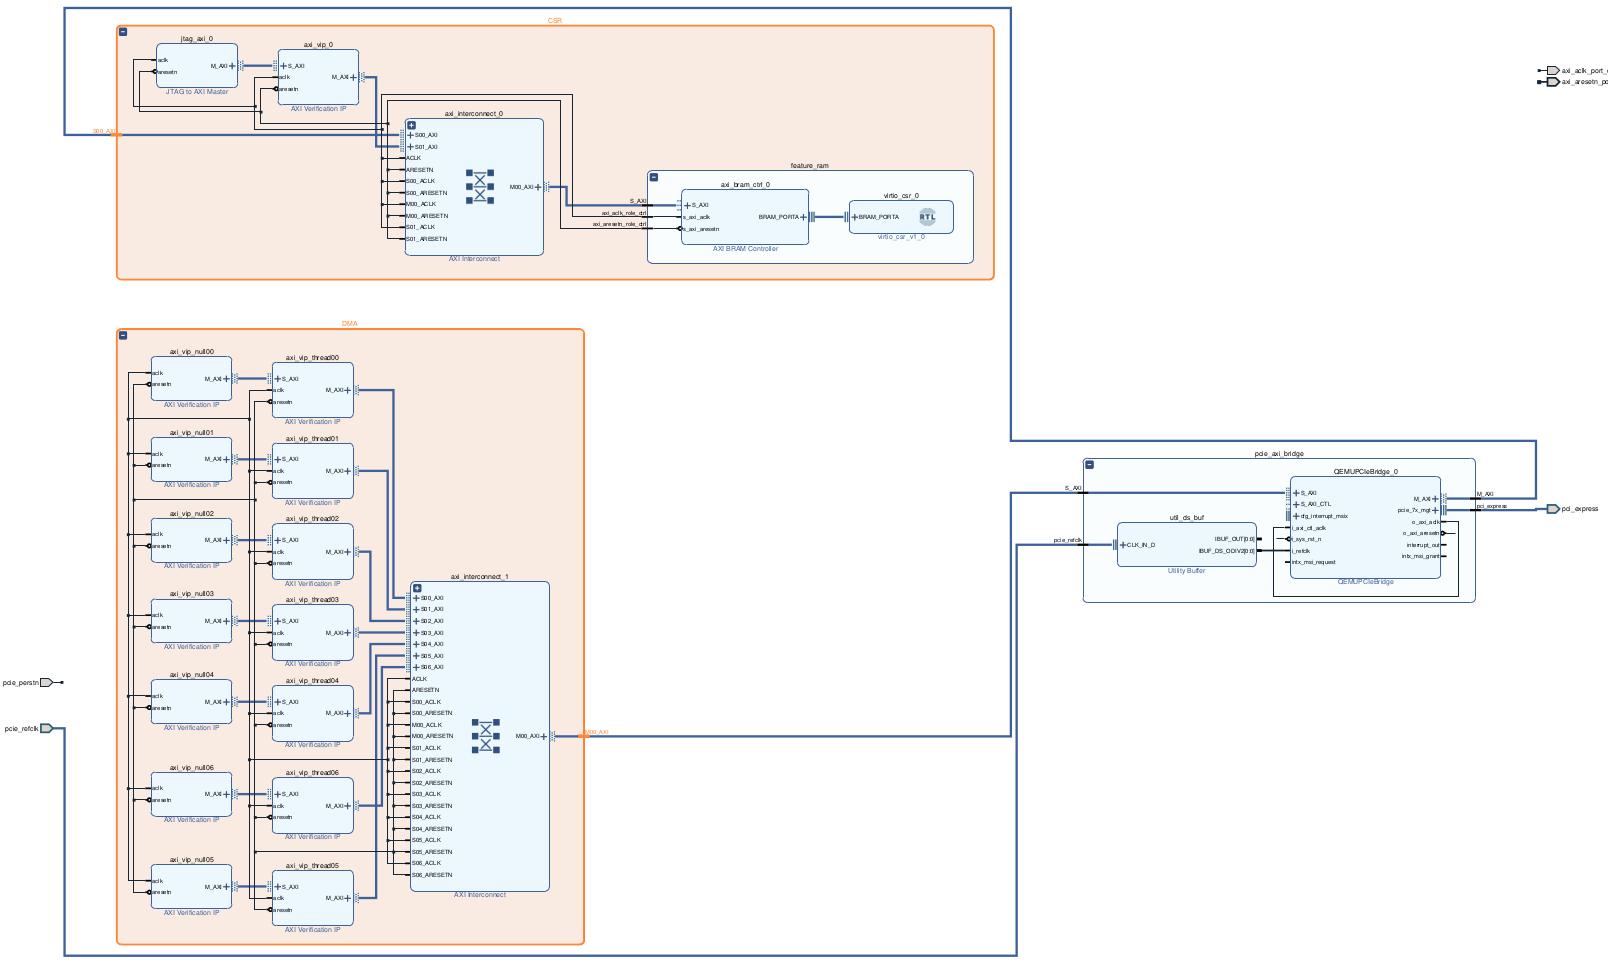 CSR
jtag_axi_0
aclk
aresetn
M_AXI
JTAG to AXI Master
axi_vip_0
S_AXI
aclk
aresetn
M_AXI
AXI Verification IP
S00_AXI
axi_interconnect_0
S00_AXI
S01_AXI
ACLK
ARESETN
S00_ACLK
S00_ARESETN
M00_ACLK
M00_ARESETN
S01_ACLK
S01_ARESETN
M00_AXI
AXI Interconnect
feature_ram
S_AXI
axi_aclk_role_ctrl
axi_aresetn_role_ctrl
axi_bram_ctrl_0
S_AXI
s_axi_aclk
s_axi_aresetn
BRAM_PORTA
AXI BRAM Controller
virtio_csr_0
BRAM_PORTA
RTL
virtio_csr_v1_0
DMA
axi_vip_null00
aclk
aresetn
M_AXI
AXI Verification IP
axi_vip_thread00
S_AXI
aclk
aresetn
M_AXI
AXI Verification IP
axi_vip_null01
aclk
aresetn
M_AXI
AXI Verification IP
axi_vip_thread01
S_AXI
aclk
aresetn
M_AXI
AXI Verification IP
axi_vip_null02
aclk
aresetn
M_AXI
AXI Verification IP
axi_vip_thread02
S_AXI
aclk
aresetn
M_AXI
AXI Verification IP
axi_vip_null03
aclk
aresetn
M_AXI
AXI Verification IP
axi_vip_thread03
S_AXI
aclk
aresetn
M_AXI
AXI Verification IP
axi_vip_null04
aclk
aresetn
M_AXI
AXI Verification IP
axi_vip_thread04
S_AXI
aclk
aresetn
M_AXI
AXI Verification IP
axi_vip_null06
aclk
aresetn
M_AXI
AXI Verification IP
axi_vip_thread06
S_AXI
aclk
aresetn
M_AXI
AXI Verification IP
axi_vip_null05
aclk
aresetn
M_AXI
AXI Verification IP
axi_vip_thread05
S_AXI
aclk
aresetn
M_AXI
AXI Verification IP
axi_interconnect_1
S00_AXI
S01_AXI
S02_AXI
S03_AXI
S04_AXI
S05_AXI
S06_AXI
ACLK
ARESETN
S00_ACLK
S00_ARESETN
M00_ACLK
M00_ARESETN
S01_ACLK
S01_ARESETN
S02_ACLK
S02_ARESETN
S03_ACLK
S03_ARESETN
S04_ACLK
S04_ARESETN
S05_ACLK
S05_ARESETN
S06_ACLK
S06_ARESETN
M00_AXI
AXI Interconnect
M00_AXI
pcie_perstn
pcie_refclk
pcie_axi_bridge
S_AXI
pcie_refclk
util_ds_buf
CLK_IN_D
IBUF_OUT[0:0]
IBUF_DS_ODIV2[0:0]
Utility Buffer
QEMUPCIeBridge_0
S_AXI
S_AXI_CTL
cfg_interrupt_msix
i_axi_ctl_aclk
i_sys_rst_n
i_refclk
intx_msi_request
M_AXI
pcie_7x_mgt
o_axi_aclk
o_axi_aresetn
interrupt_out
intx_msi_grant
QEMUPCIeBridge
M_AXI
pci_express
pci_express